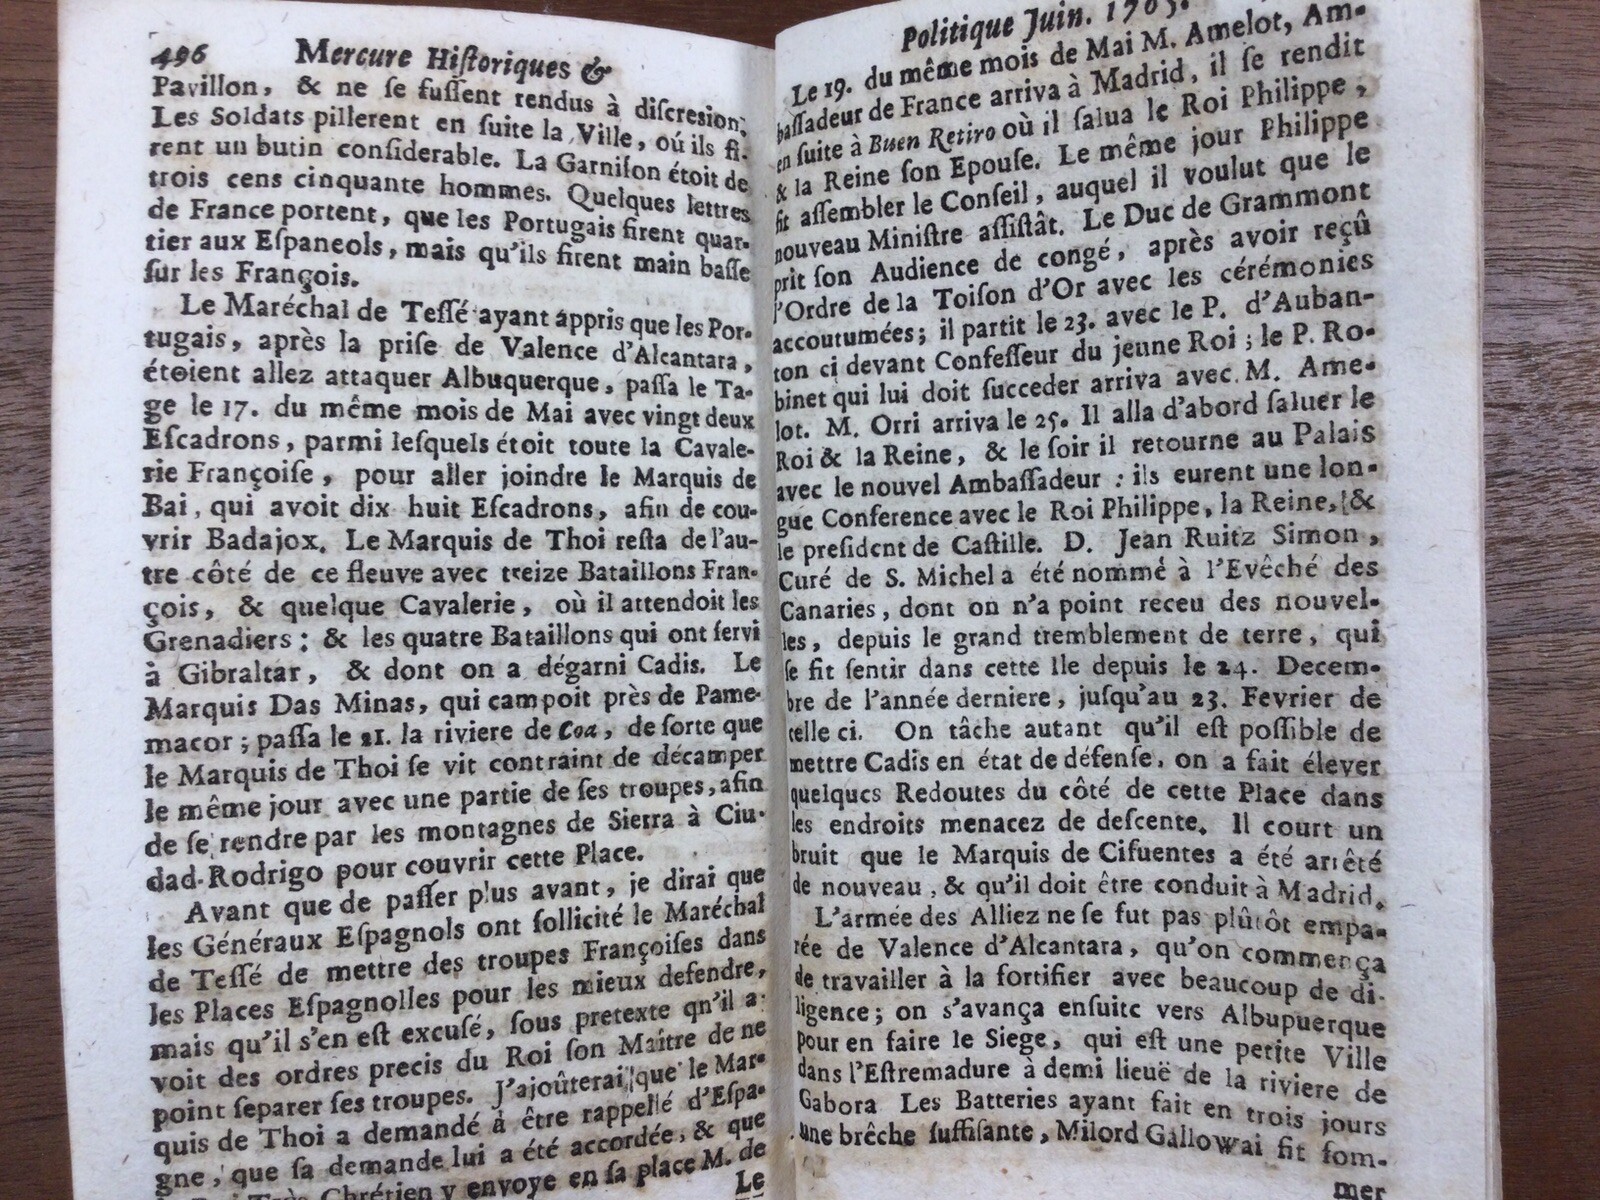 496 Mercure Hiſtoriques &
Pavillon, & ne ſe fuſſent rendus à diſcresion.
Les Soldats pillerent en ſuite la Ville, oú ils fi-
rent un butin conſiderable. La Garniſon étoit de
trois cens cinquante hommes. Quelques lettres
de France portent, que les Portugais firent quar-
tier aux Eſpaneols, mais qu'ils firent main baſſe
ſur les François.
Le Maréchal de Teſſé ayant appris que les Por-
tugais, après la priſe de Valence d'Alcantara,
étoient allez attaquer Albuquerque, paſſa le Ta-
ge le 17. du même mois de Mai avec vingt deux
Eſcadrons, parmi leſquels étoit toute la Cavale-
rie Françoiſe, pour aller joindre le Marquis de
Bai, qui avoit dix huit Eſcadrons, afin de cou-
vrir Badajox. Le Marquis de Thoi reſta de l'au-
tre côté de ce fleuve avec treize Bataillons Fran-
çois, & quelque Cavalerie, où il attendoit les
Grenadiers; & les quatre Bataillons qui ont ſervi
à Gibraltar, & dont on a dégarni Cadis. Le
Marquis Das Minas, qui campoit près de Pame-
macor; paſſa le 21. la riviere de Coa, de ſorte que
le Marquis de Thoi ſe vit contraint de décamper
le même jour avec une partie de ſes troupes, afin
de ſe rendre par les montagnes de Sierra à Ciu-
dad-Rodrigo pour couvrir cette Place.
Avant que de paſſer plus avant, je dirai que
les Généraux Eſpagnols ont ſollicité le Maréchal
de Teſſé de mettre des troupes Françoiſes dans
les Places Eſpagnolles pour les mieux defendre,
mais qu'il s'en eſt excuſé, ſous pretexte qn'il a-
voit des ordres precis du Roi ſon Maître de ne
point ſeparer ſes troupes. J'ajoûterai que le Mar-
quis de Thoi a demandé à être rappellé d'Eſpa-
gne, que ſa demande lui a été accordée, & que
Très Chrétien y envoye en ſa place M. de
Le
Politique Juin. 1705.
Le 19. du même mois de Mai M. Amelot, Am-
baſſadeur de France arriva à Madrid, il ſe rendit
en ſuite à Buen Retiro où il ſalua le Roi Philippe,
& la Reine ſon Epouſe. Le même jour Philippe
fit aſſembler le Conſeil, auquel il voulut que le
nouveau Miniſtre aſſiſtât. Le Duc de Grammont
prit ſon Audience de congé, après avoir reçû
l'Ordre de la Toiſon d'Or avec les cérémonies
accoutumées; il partit le 23. avec le P. d'Auban-
ton ci devant Confeſſeur du jeune Roi; le P. Ro-
binet qui lui doit ſucceder arriva avec M. Ame-
lot. M. Orri arriva le 25. Il alla d'abord ſaluer le
Roi & la Reine, & le ſoir il retourne au Palais
avec le nouvel Ambaſſadeur : ils eurent une lon-
gue Conference avec le Roi Philippe, la Reine, &
le preſident de Caſtille. D. Jean Ruitz Simon,
Curé de S. Michel a été nommé à l'Evêché des
Canaries, dont on n'a point receu des nouvel-
les, depuis le grand tremblement de terre, qui
ſe fit ſentir dans cette Ile depuis le 24. Decem-
bre de l'année derniere, juſqu'au 23. Fevrier de
celle ci. On tâche autant qu'il eſt poſſible de
mettre Cadis en état de défenſe, on a fait élever
quelques Redoutes du côté de cette Place dans
les endroits menacez de deſcente. Il court un
bruit que le Marquis de Cifuentes a été arrêté
de nouveau, & qu'il doit être conduit à Madrid.
L'armée des Alliez ne ſe fut pas plûtôt empa-
rée de Valence d'Alcantara, qu'on commença
de travailler à la fortifier avec beaucoup de di-
ligence; on s'avança enſuite vers Albupuerque
pour en faire le Siege, qui eſt une petite Ville
dans l'Eſtremadure à demi lieuë de la riviere de
Gabora Les Batteries ayant fait en trois jours
une brêche ſuffiſante, Milord Gallowai fit ſom-
mer